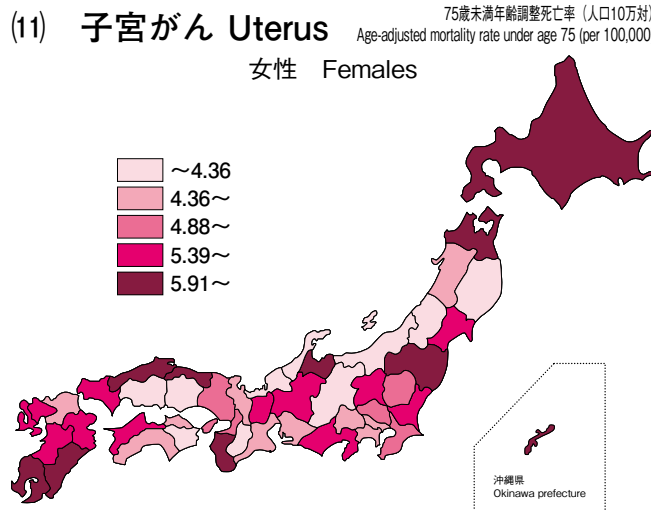 (11) 子宮がん Uterus
75歳未満年齢調整死亡率（人口10万対）
Age-adjusted mortality rate under age 75 (per 100,000
女性 Females
～4.36
4.36～
4.88～
5.39～
5.91～
沖縄県
Okinawa prefecture